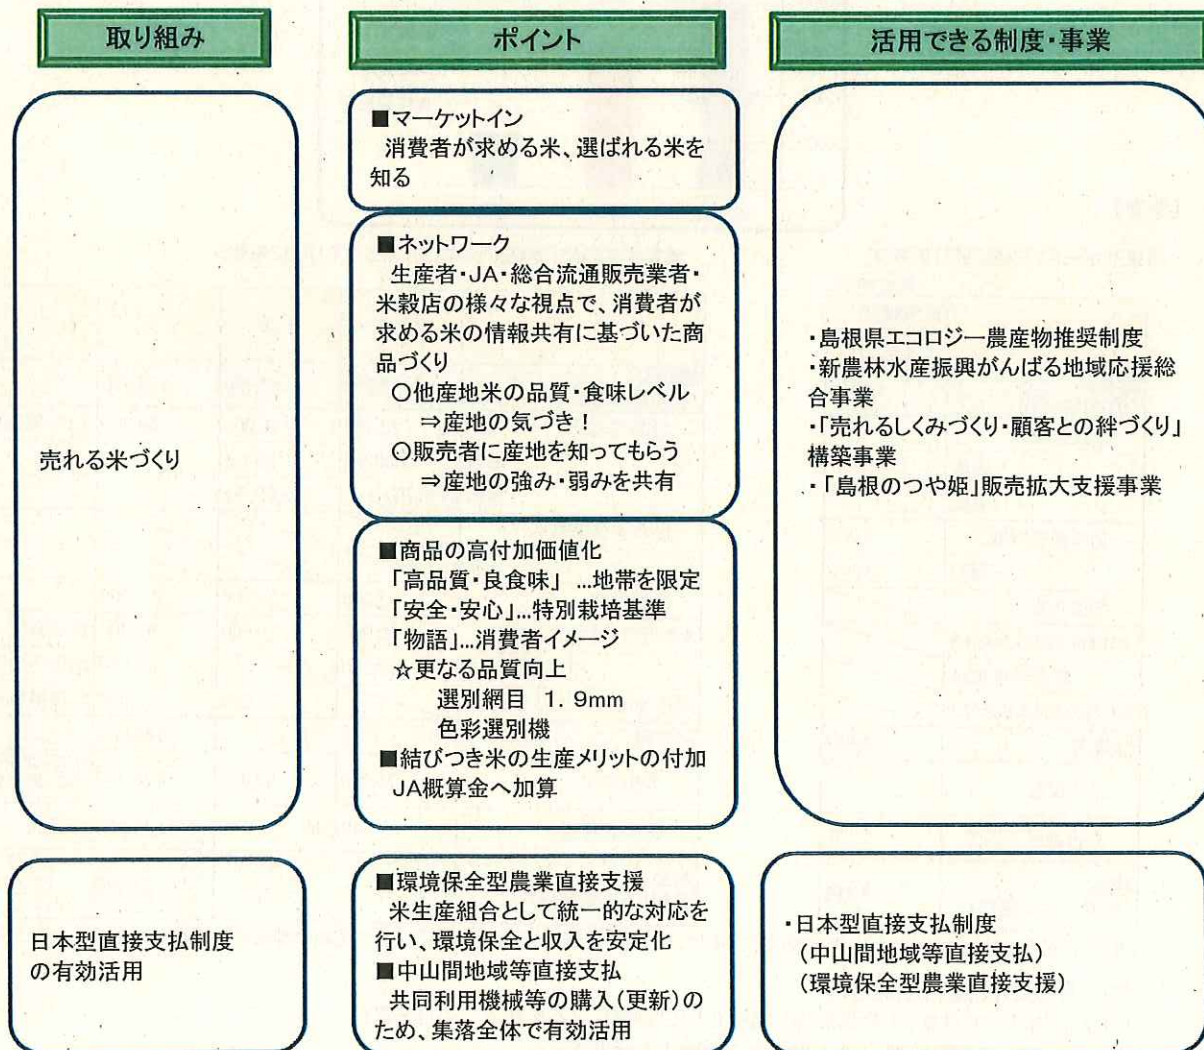 取り組み
ポイント
活用できる制度・事業
売れる米づくり
■マーケットイン
消費者が求める米、選ばれる米を
知る
■ネットワーク
生産者・JA・総合流通販売業者・
米穀店の様々な視点で、消費者が
求める米の情報共有に基づいた商
品づくり
○他産地米の品質・食味レベル
⇒産地の気づき！
○販売者に産地を知ってもらう
⇒産地の強み・弱みを共有
■商品の高付加価値化
「高品質・良食味」 …地帯を限定
「安全・安心」…特別栽培基準
「物語」…消費者イメージ
☆更なる品質向上
選別網目 1．9mm
色彩選別機
■結びつき米の生産メリットの付加
JA概算金へ加算
・島根県エコロジー農産物推奨制度
・新農林水産振興がんばる地域応援総
合事業
・「売れるしくみづくり・顧客との絆づくり」
構築事業
・「島根のつや姫」販売拡大支援事業
日本型直接支払制度
の有効活用
■環境保全型農業直接支援
米生産組合として統一的な対応を
行い、環境保全と収入を安定化
■中山間地域等直接支払
共同利用機械等の購入（更新）の
ため、集落全体で有効活用
・日本型直接支払制度
（中山間地域等直接支払）
（環境保全型農業直接支援）